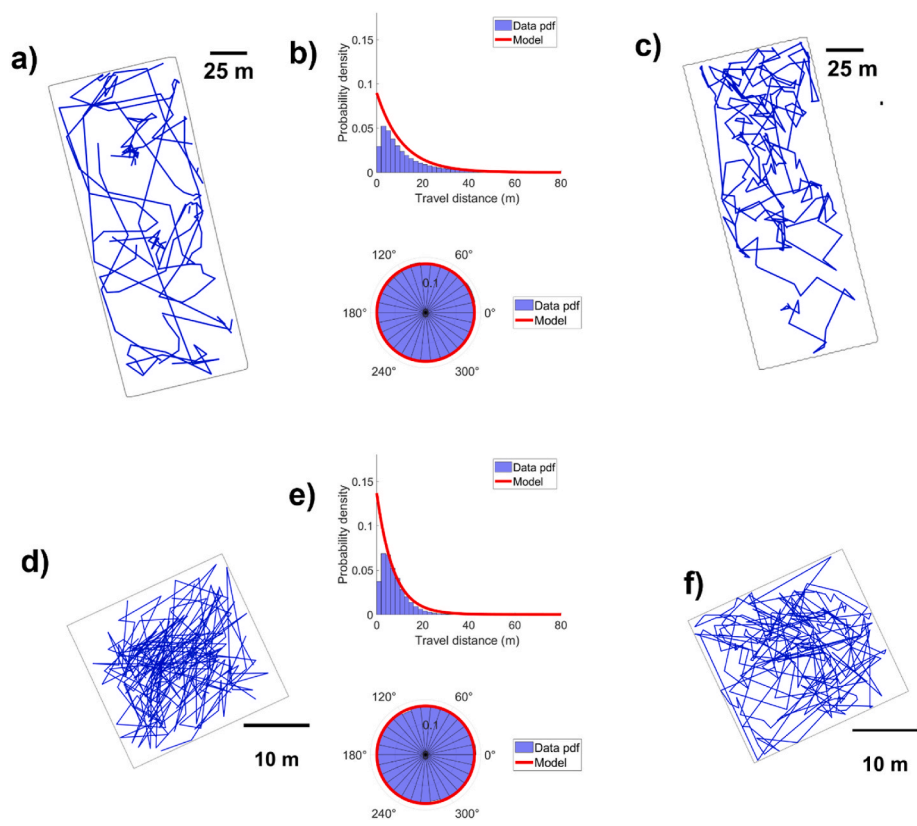 a)
25 m
b)
Probability density
0.15
0.1
0.05
0
0 20 40 60 80
Travel distance (m)
Data pdf
Model
120° 60°
0.1
180° 0°
240° 300°
Data pdf
Model
c)
25 m
d)
10 m
e)
Probability density
0.15
0.1
0.05
0
0 20 40 60 80
Travel distance (m)
Data pdf
Model
120° 60°
0.1
180° 0°
240° 300°
Data pdf
Model
f)
10 m